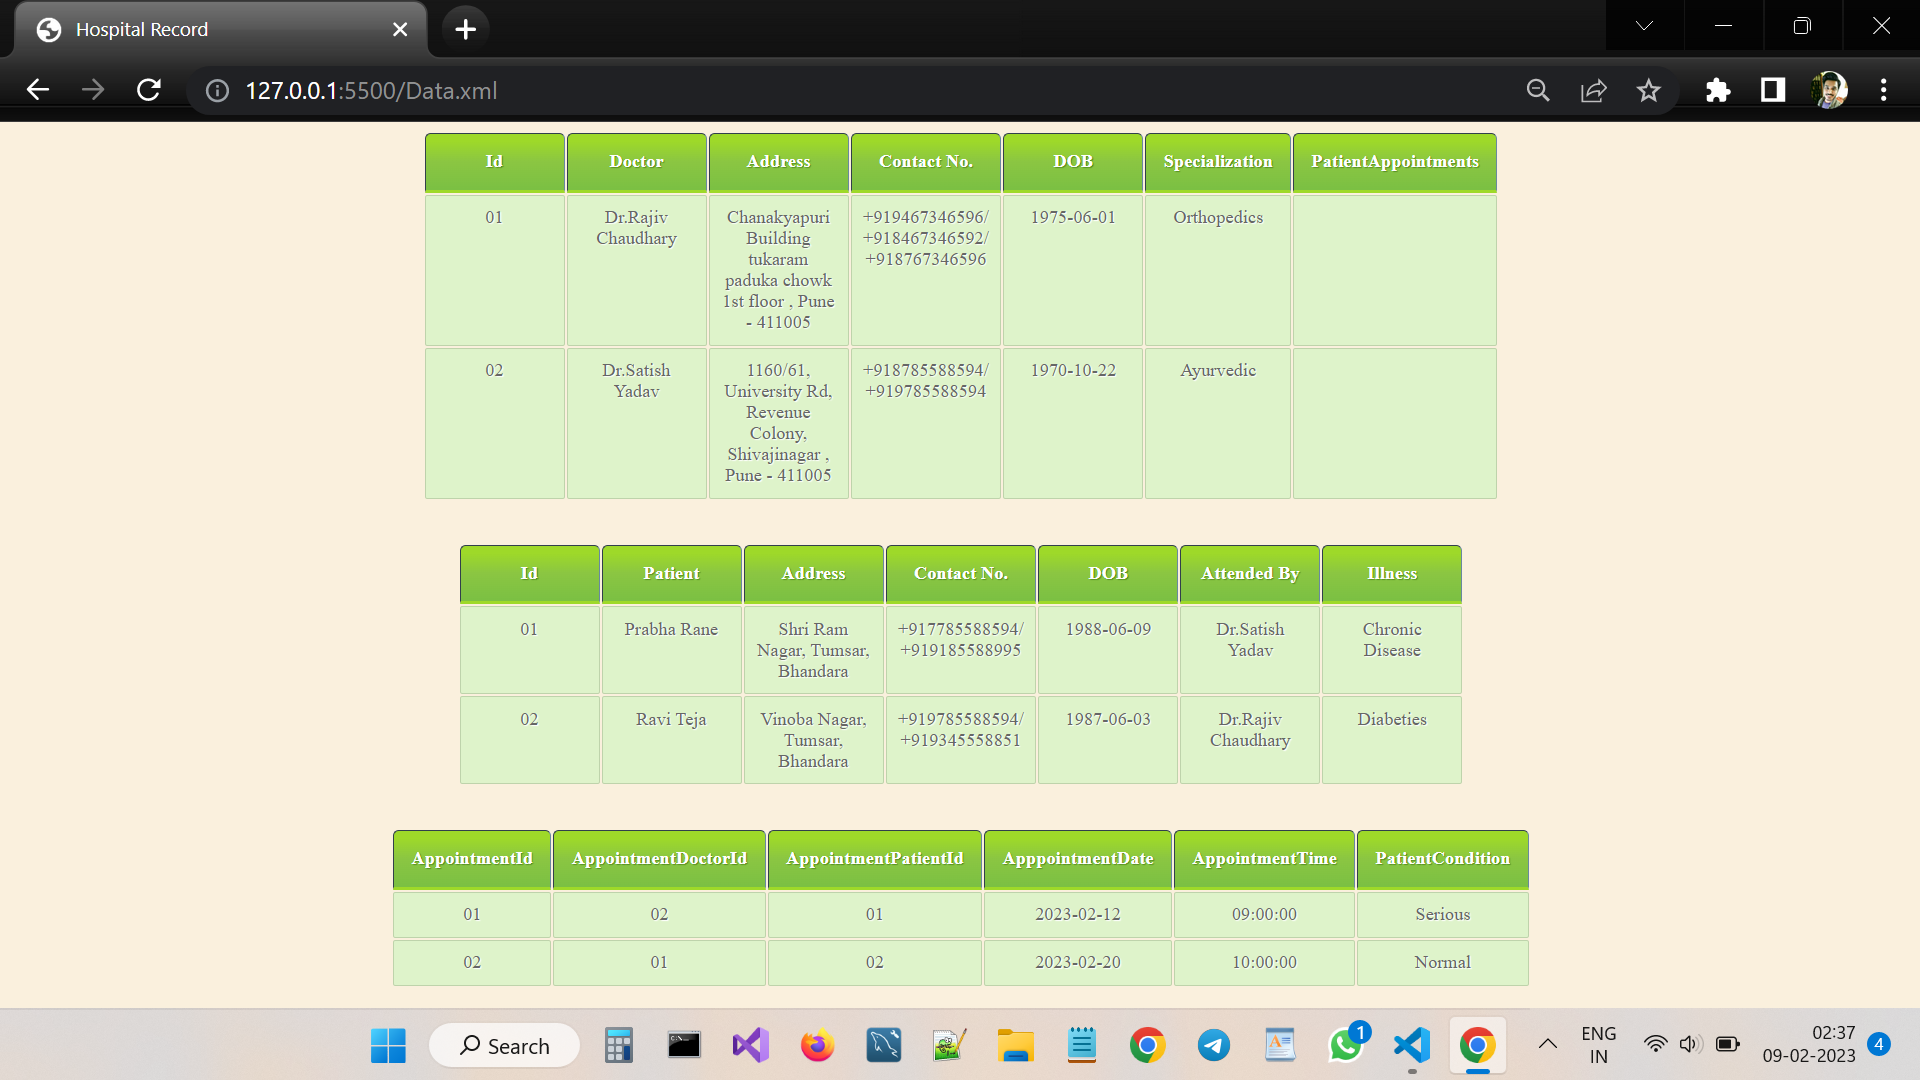 Hospital Record
127.0.0.1:5500/Data.xml
Id Doctor Address Contact No. DOB Specialization PatientAppointments
01 Dr.Rajiv Chanakyapuri +919467346596/ 1975-06-01 Orthopedics
Chaudhary Building +918467346592/
tukaram +918767346596
paduka chowk
1st floor , Pune
- 411005
02 Dr.Satish 1160/61, +918785588594/ 1970-10-22 Ayurvedic
Yadav University Rd, +919785588594
Revenue
Colony,
Shivajinagar ,
Pune - 411005
Id Patient Address Contact No. DOB Attended By Illness
01 Prabha Rane Shri Ram +917785588594/ 1988-06-09 Dr.Satish Chronic
Nagar, Tumsar, +919185588995 Yadav Disease
Bhandara
02 Ravi Teja Vinoba Nagar, +919785588594/ 1987-06-03 Dr.Rajiv Diabeties
Tumsar, +919345558851 Chaudhary
Bhandara
AppointmentId AppointmentDoctorId AppointmentPatientId ApppointmentDate AppointmentTime PatientCondition
01 02 01 2023-02-12 09:00:00 Serious
02 01 02 2023-02-20 10:00:00 Normal
Search 1 ENG 02:37
IN 09-02-2023 4